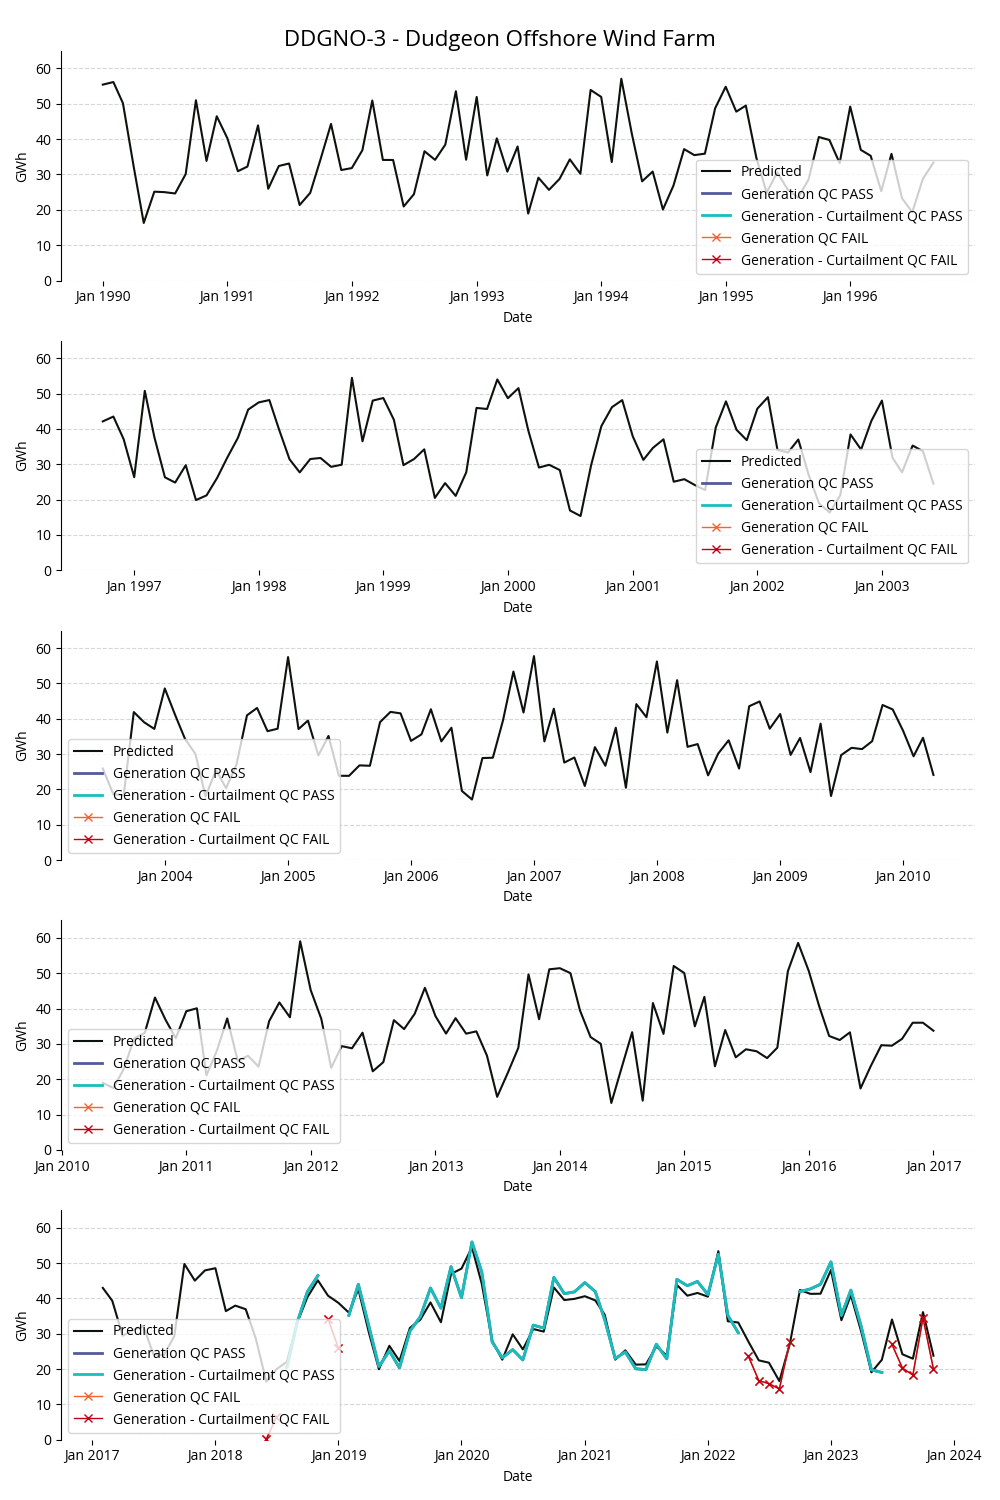 DDGNO-3 - Dudgeon Offshore Wind Farm
60
50
40
30
20
10
0
GWh
Predicted
Generation QC PASS
Generation - Curtailment QC PASS
Generation QC FAIL
Generation - Curtailment QC FAIL
Jan 1990 Jan 1991 Jan 1992 Jan 1993 Jan 1994 Jan 1995 Jan 1996
Date
60
50
40
30
20
10
0
GWh
Predicted
Generation QC PASS
Generation - Curtailment QC PASS
Generation QC FAIL
Generation - Curtailment QC FAIL
Jan 1997 Jan 1998 Jan 1999 Jan 2000 Jan 2001 Jan 2002 Jan 2003
Date
60
50
40
30
20
10
0
GWh
Predicted
Generation QC PASS
Generation - Curtailment QC PASS
Generation QC FAIL
Generation - Curtailment QC FAIL
Jan 2004 Jan 2005 Jan 2006 Jan 2007 Jan 2008 Jan 2009 Jan 2010
Date
60
50
40
30
20
10
0
GWh
Predicted
Generation QC PASS
Generation - Curtailment QC PASS
Generation QC FAIL
Generation - Curtailment QC FAIL
Jan 2010 Jan 2011 Jan 2012 Jan 2013 Jan 2014 Jan 2015 Jan 2016 Jan 2017
Date
60
50
40
30
20
10
0
GWh
Predicted
Generation QC PASS
Generation - Curtailment QC PASS
Generation QC FAIL
Generation - Curtailment QC FAIL
Jan 2017 Jan 2018 Jan 2019 Jan 2020 Jan 2021 Jan 2022 Jan 2023 Jan 2024
Date